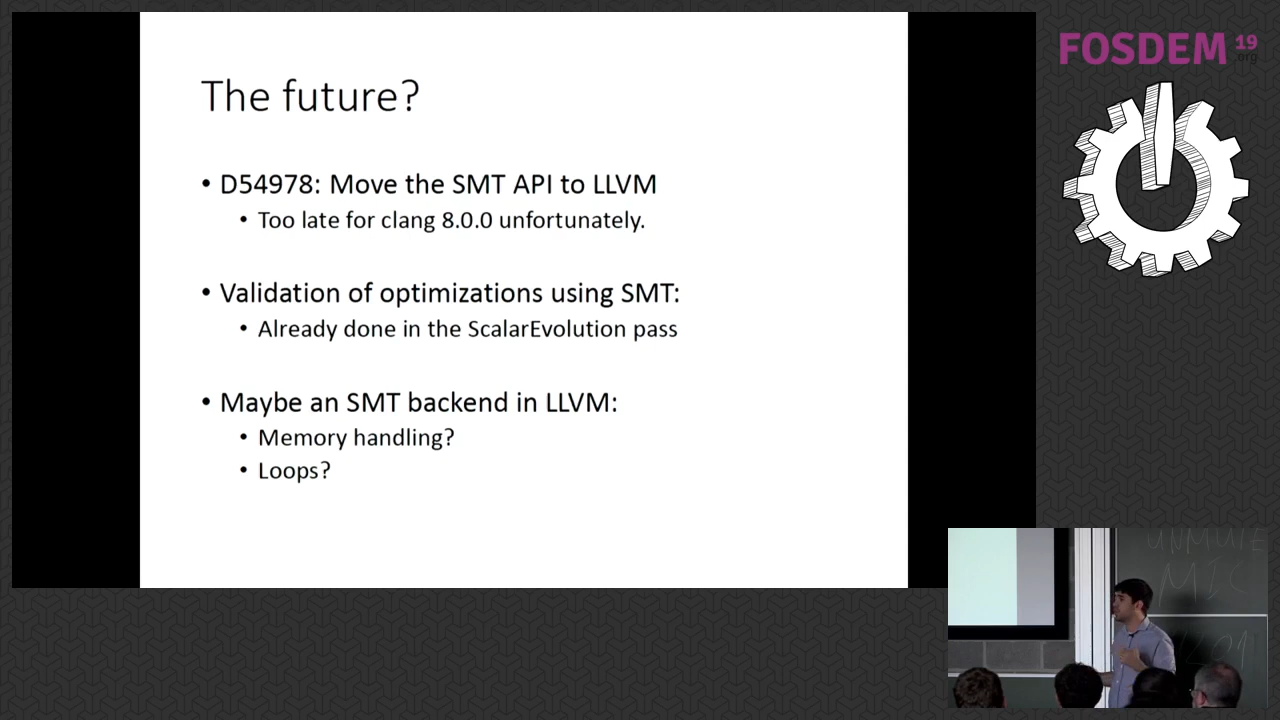 The future?
• D54978: Move the SMT API to LLVM
• Too late for clang 8.0.0 unfortunately.
• Validation of optimizations using SMT:
• Already done in the ScalarEvolution pass
• Maybe an SMT backend in LLVM:
• Memory handling?
• Loops?
FOSDEM 19
.org
UNMUTE
MIC